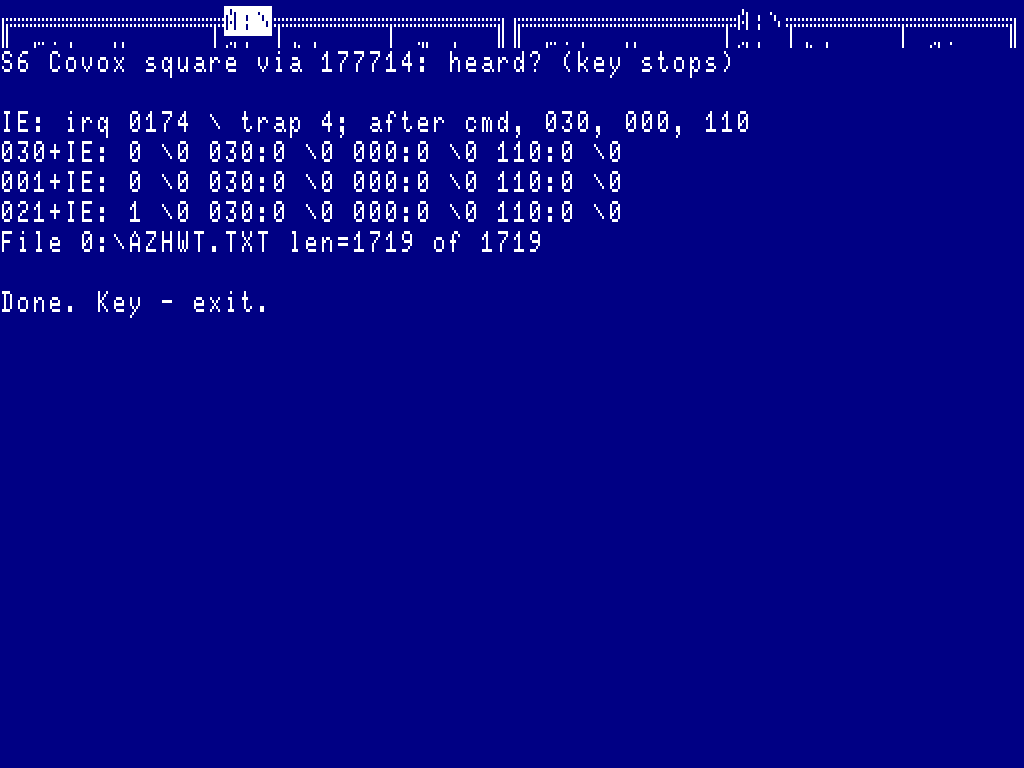 A:\ A:\
S6 Covox square via 177714: heard? (key stops)
IE: irq 0174 \ trap 4; after cmd, 030, 000, 110
030+IE: 0 \0 030:0 \0 000:0 \0 110:0 \0
001+IE: 0 \0 030:0 \0 000:0 \0 110:0 \0
021+IE: 1 \0 030:0 \0 000:0 \0 110:0 \0
File 0:\AZHWT.TXT len=1719 of 1719
Done. Key - exit.